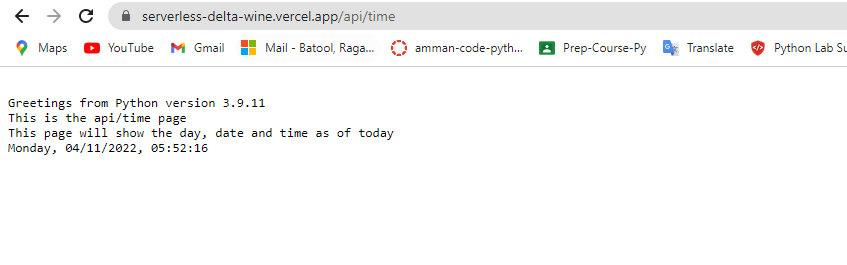 serverless-delta-wine.vercel.app/api/time
Maps YouTube Gmail Mail - Batool, Raga... amman-code-pyth... Prep-Course-Py Translate Python Lab Su
Greetings from Python version 3.9.11
This is the api/time page
This page will show the day, date and time as of today
Monday, 04/11/2022, 05:52:16